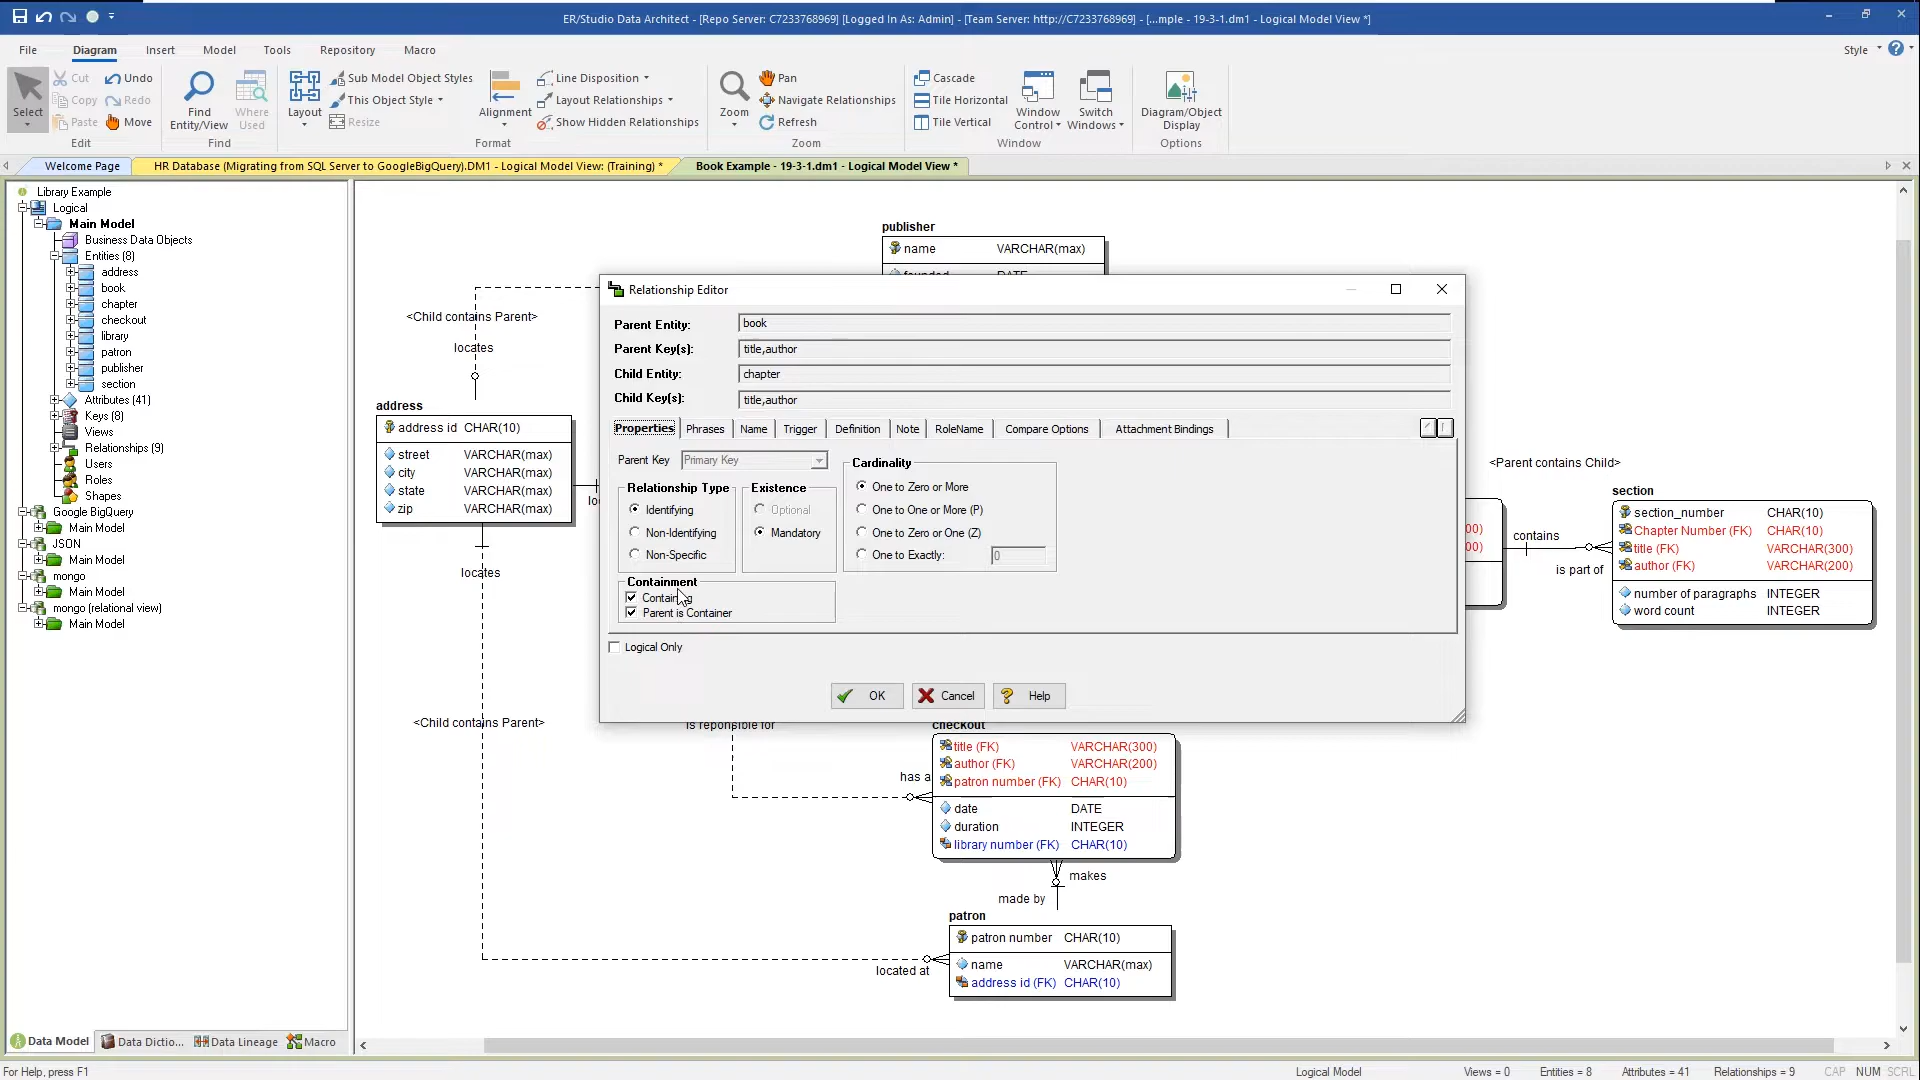 ER/Studio Data Architect - [Repo Server: C7233768969] [Logged In As: Admin] - [Team Server: http://C7233768969] - [...mple - 19-3-1.dm1 - Logical Model View *]
File Diagram Insert Model Tools Repository Macro Style
Select
Cut
Copy
Paste
Undo
Redo
Move
Edit
Find Entity/View
Where Used
Find
Layout
Sub Model Object Styles
This Object Style
Resize
Alignment
Line Disposition
Layout Relationships
Show Hidden Relationships
Format
Zoom
Pan
Navigate Relationships
Refresh
Zoom
Cascade
Tile Horizontal
Tile Vertical
Window Control
Switch Windows
Window
Diagram/Object Display
Options
Welcome Page
HR Database (Migrating from SQL Server to GoogleBigQuery).DM1 - Logical Model View: (Training) *
Book Example - 19-3-1.dm1 - Logical Model View *
Library Example
Logical
Main Model
Business Data Objects
Entities (8)
address
book
chapter
checkout
library
patron
publisher
section
Attributes (41)
Keys (8)
Views
Relationships (9)
Users
Roles
Shapes
Google BigQuery
Main Model
JSON
Main Model
mongo
Main Model
mongo (relational view)
Main Model
Data Model
Data Dictio...
Data Lineage
Macro
publisher
name VARCHAR(max)
founded DATE
<Child contains Parent>
locates
address
address id CHAR(10)
street VARCHAR(max)
city VARCHAR(max)
state VARCHAR(max)
zip VARCHAR(max)
lo
locates
<Child contains Parent>
Relationship Editor
Parent Entity: book
Parent Key(s): title,author
Child Entity: chapter
Child Key(s): title,author
Properties Phrases Name Trigger Definition Note RoleName Compare Options Attachment Bindings
Parent Key Primary Key
Relationship Type
Identifying
Non-Identifying
Non-Specific
Existence
Optional
Mandatory
Cardinality
One to Zero or More
One to One or More (P)
One to Zero or One (Z)
One to Exactly: 0
Containment
Parent is Container
Logical Only
OK
Cancel
Help
00)
00)
<Parent contains Child>
contains
is part of
section
section_number CHAR(10)
Chapter Number (FK) CHAR(10)
title (FK) VARCHAR(300)
author (FK) VARCHAR(200)
number of paragraphs INTEGER
word count INTEGER
is reponsible for
has a
checkout
title (FK) VARCHAR(300)
author (FK) VARCHAR(200)
patron number (FK) CHAR(10)
date DATE
duration INTEGER
library number (FK) CHAR(10)
makes
made by
patron
patron number CHAR(10)
name VARCHAR(max)
address id (FK) CHAR(10)
located at
For Help, press F1
Logical Model
Views = 0
Entities = 8
Attributes = 41
Relationships = 9
CAP NUM SCRL